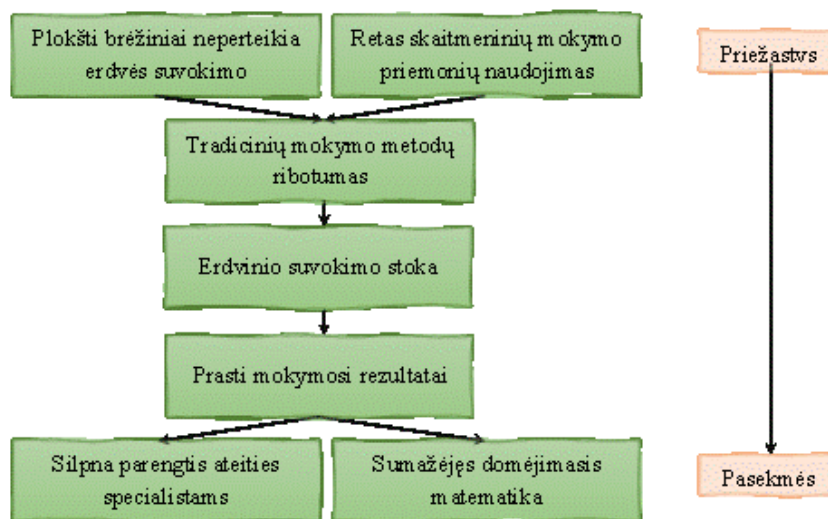 Plokšti brėžiniai neperteikia
erdvės suvokimo
Retas skaitmeninių mokymo
priemonių naudojimas
Priežastys
Tradicinių mokymo metodų
ribotumas
Erdvinio suvokimo stoka
Prasti mokymosi rezultatai
Silpna parengtis ateities
specialistams
Sumažėjęs domėjimasis
matematika
Pasekmės